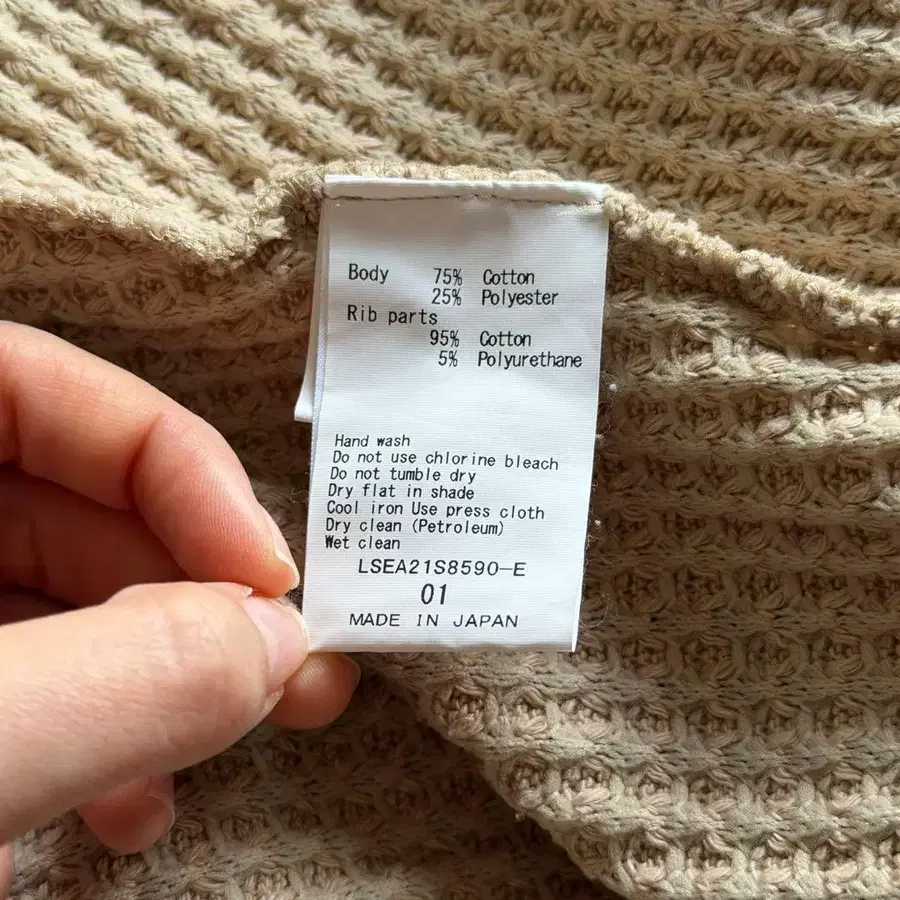 Body 75% Cotton
25% Polyester
Rib parts
95% Cotton
5% Polyurethane
Hand wash
Do not use chlorine bleach
Do not tumble dry
Dry flat in shade
Cool iron Use press cloth
Dry clean (Petroleum)
Wet clean
LSEA21S8590-E
01
MADE IN JAPAN